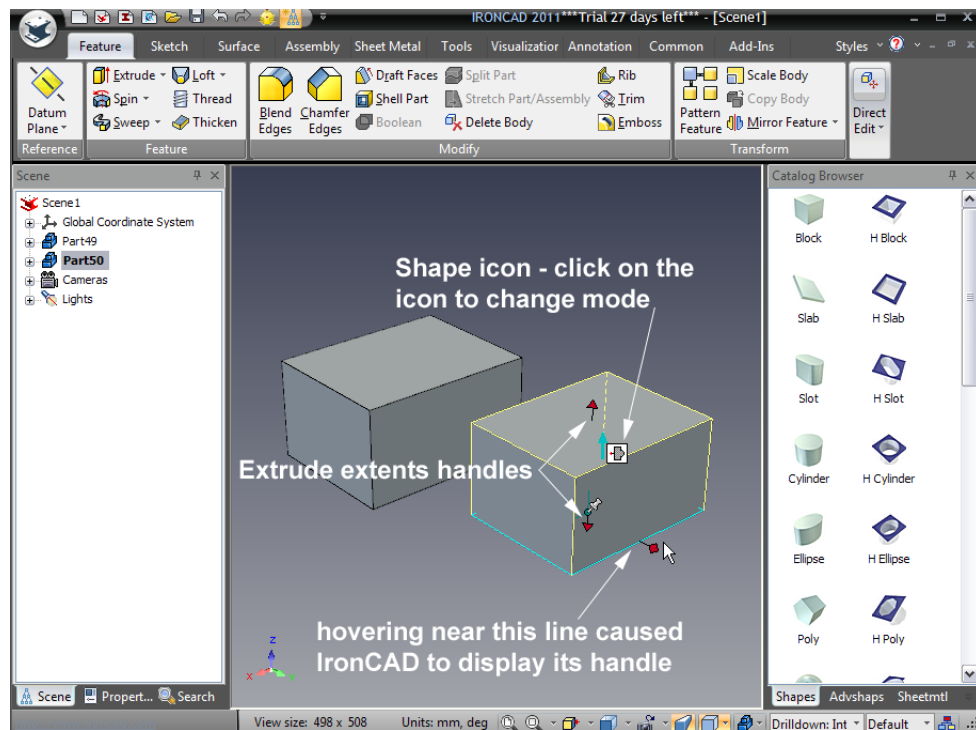 IRONCAD 2011***Trial 27 days left*** - [Scene1]
Feature Sketch Surface Assembly Sheet Metal Tools Visualization Annotation Common Add-Ins Styles
Datum Plane
Extrude Loft
Spin Thread
Sweep Thicken
Blend Edges
Chamfer Edges
Draft Faces Split Part Rib
Shell Part Stretch Part/Assembly Trim
Boolean Delete Body Emboss
Pattern Feature
Scale Body
Copy Body
Mirror Feature
Direct Edit
Reference Feature Modify Transform
Scene
Scene1
Global Coordinate System
Part49
Part50
Cameras
Lights
Shape icon - click on the
icon to change mode
Extrude extents handles
hovering near this line caused
IronCAD to display its handle
Z
X
Y
Catalog Browser
Block H Block
Slab H Slab
Slot H Slot
Cylinder H Cylinder
Ellipse H Ellipse
Poly H Poly
Scene Propert... Search
Shapes Advshaps Sheetmtl
View size: 498 x 508 Units: mm, deg Drilldown: Int Default